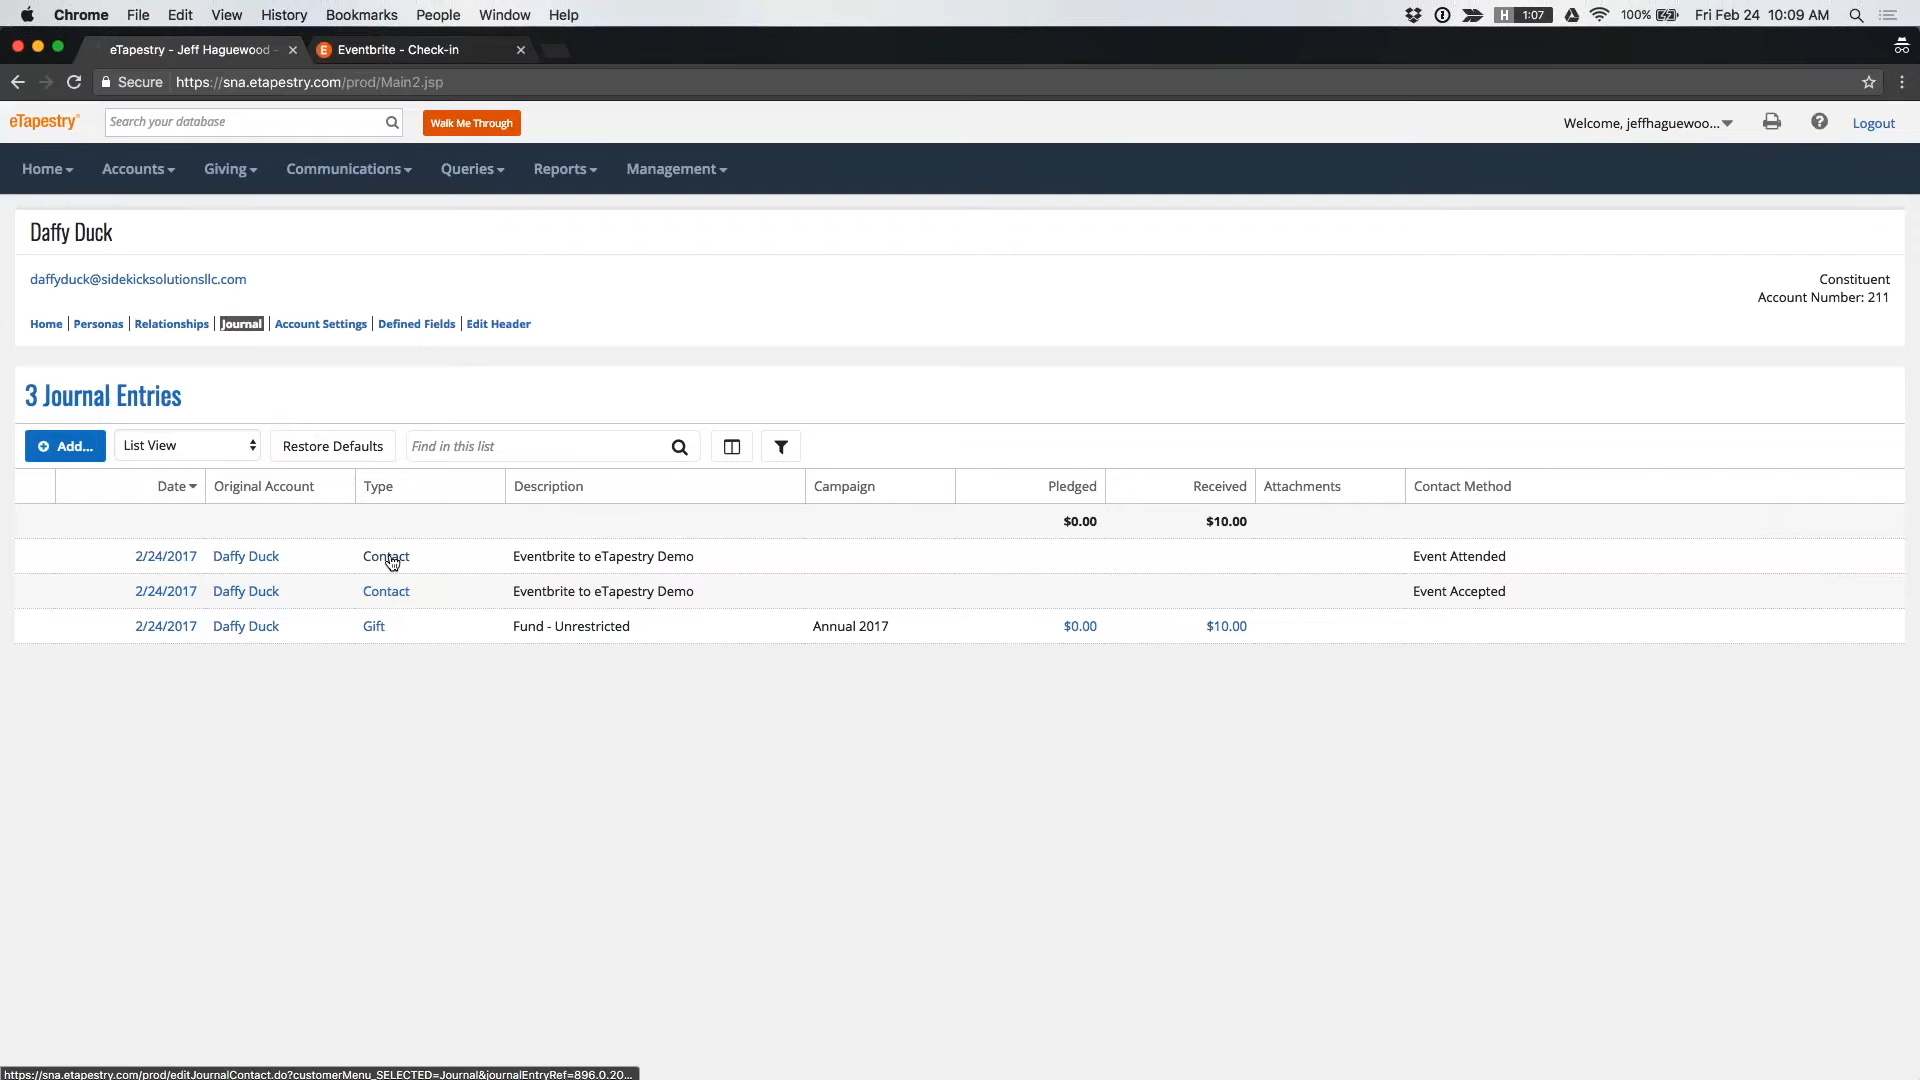 Chrome File Edit View History Bookmarks People Window Help H 1:07 100% Fri Feb 24 10:09 AM
eTapestry - Jeff Haguewood - Eventbrite - Check-in
Secure https://sna.etapestry.com/prod/Main2.jsp
eTapestry Search your database Walk Me Through Welcome, jeffhaguewoo... Logout
Home Accounts Giving Communications Queries Reports Management
Daffy Duck
daffyduck@sidekicksolutionsllc.com Constituent
Account Number: 211
Home Personas Relationships Journal Account Settings Defined Fields Edit Header
3 Journal Entries
Add... List View Restore Defaults Find in this list
Date Original Account Type Description Campaign Pledged Received Attachments Contact Method
$0.00 $10.00
2/24/2017 Daffy Duck Contact Eventbrite to eTapestry Demo Event Attended
2/24/2017 Daffy Duck Contact Eventbrite to eTapestry Demo Event Accepted
2/24/2017 Daffy Duck Gift Fund - Unrestricted Annual 2017 $0.00 $10.00
https://sna.etapestry.com/prod/editJournalContact.do?customerMenu_SELECTED=Journal&journalEntryRef=896.0.20...